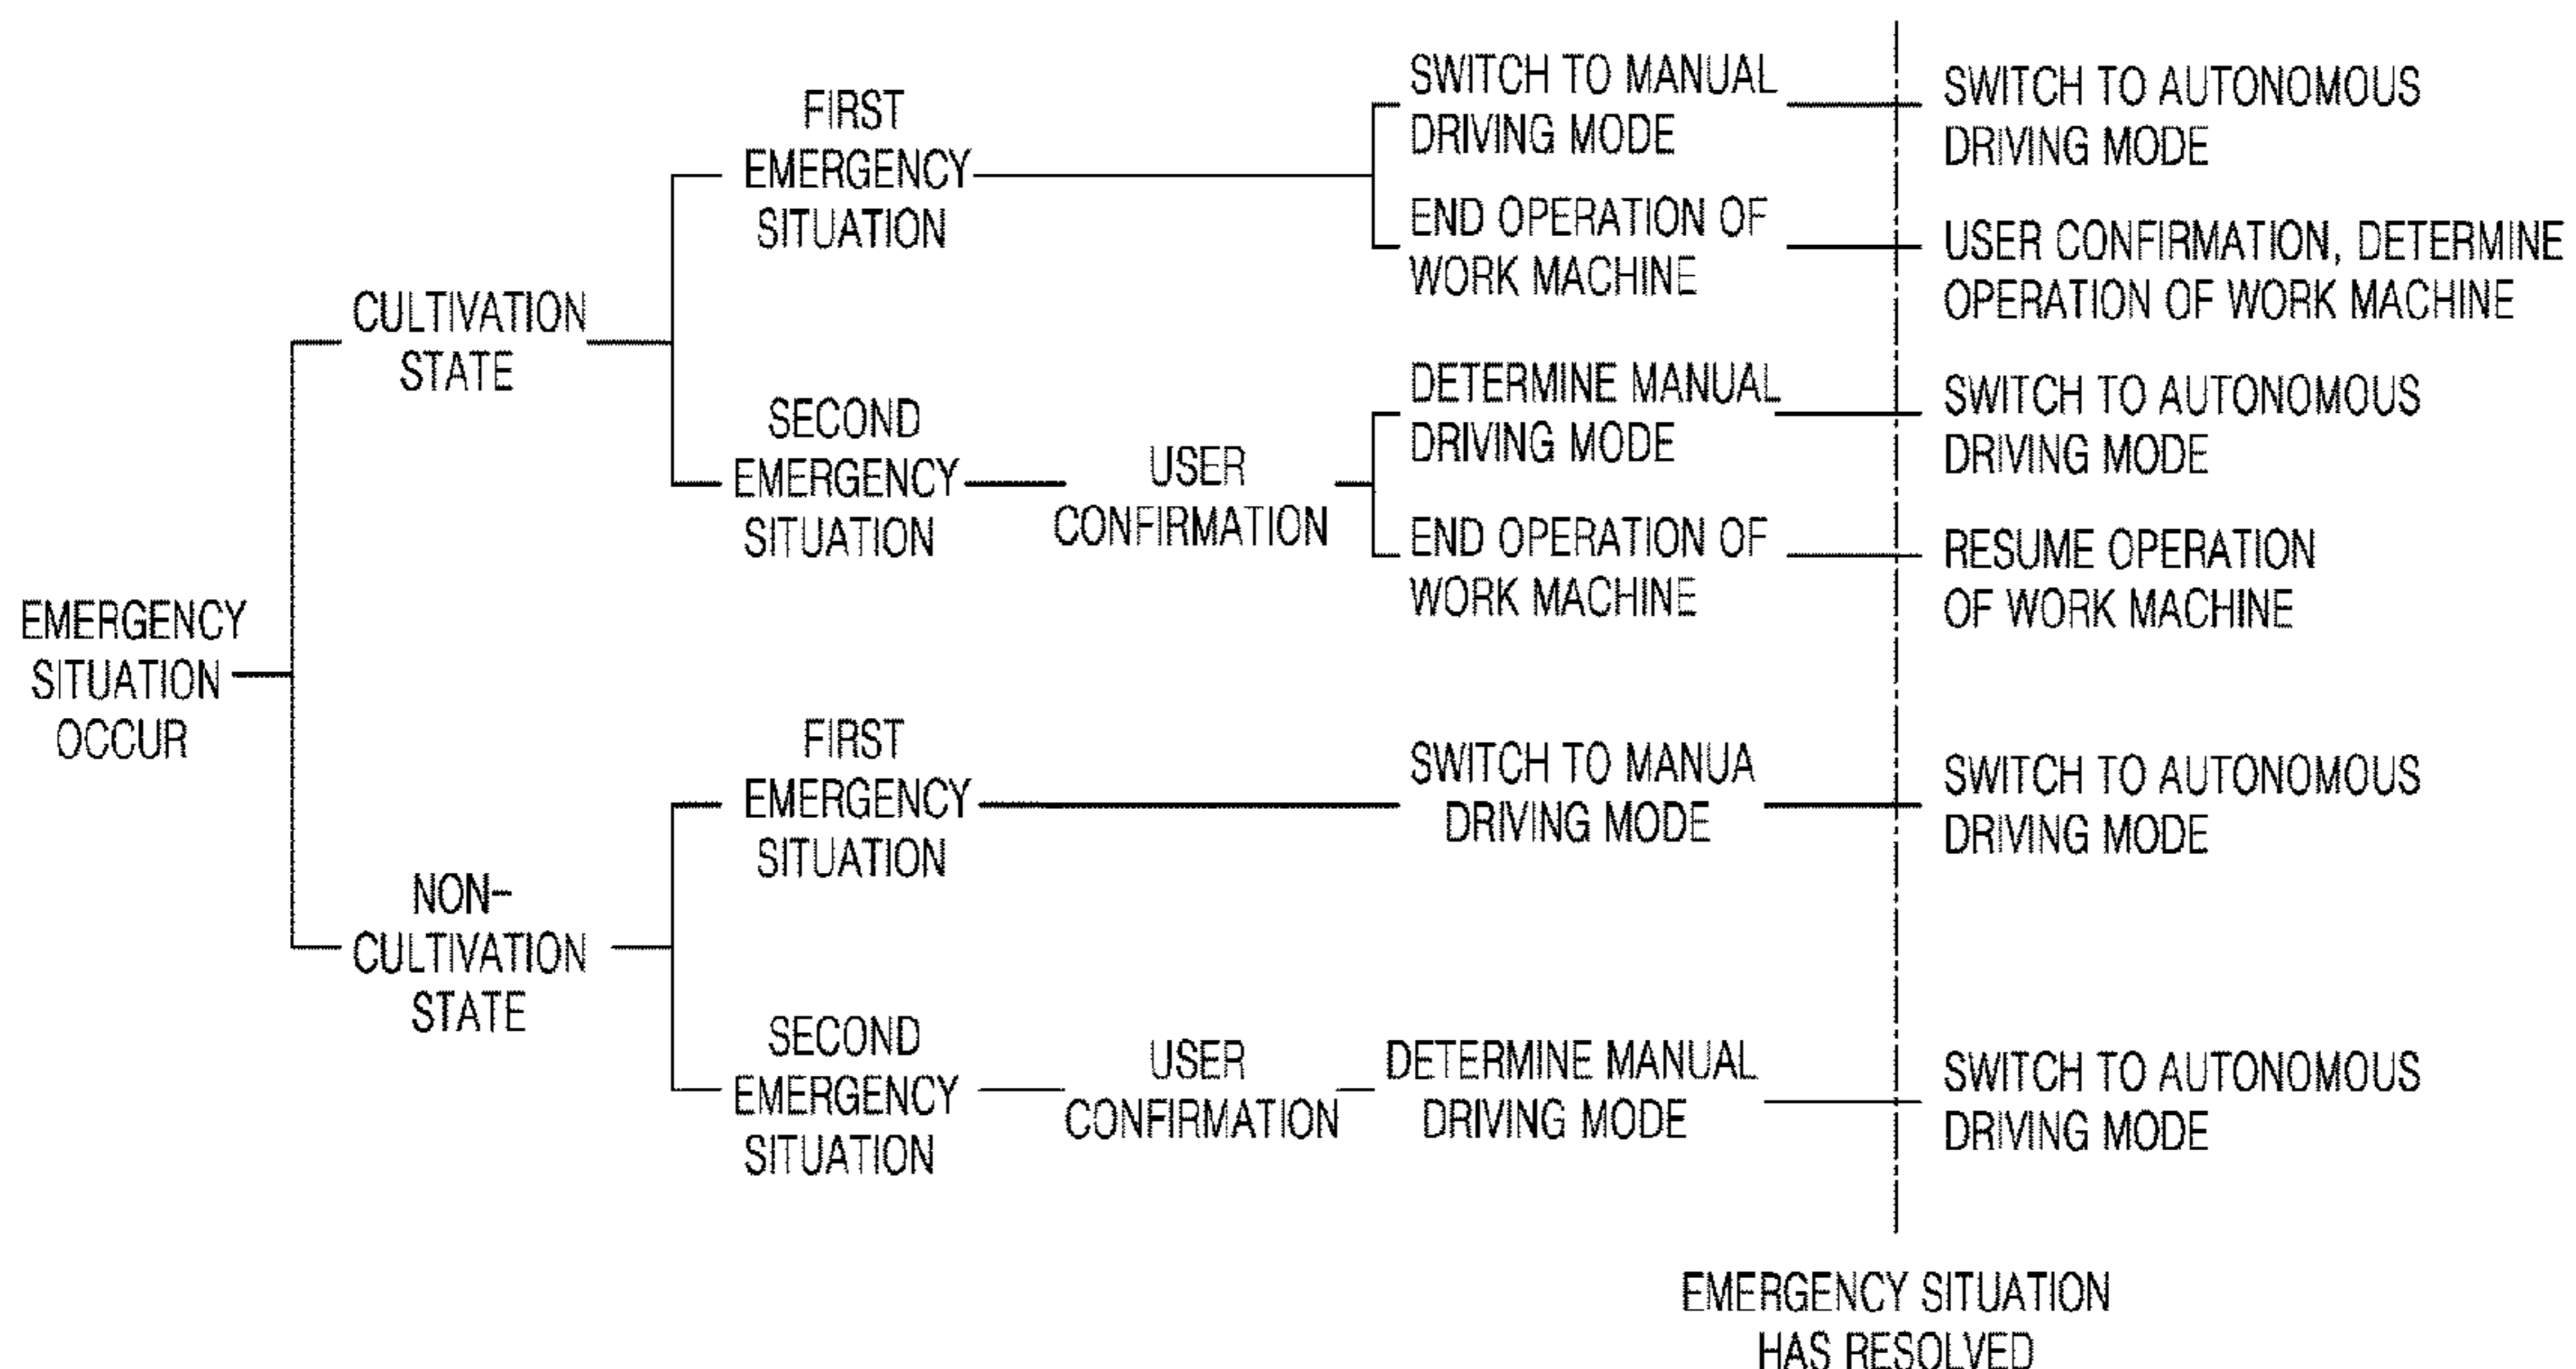 EMERGENCY
SITUATION
OCCUR
CULTIVATION
STATE
FIRST
EMERGENCY
SITUATION
SWITCH TO MANUAL
DRIVING MODE
SWITCH TO AUTONOMOUS
DRIVING MODE
END OPERATION OF
WORK MACHINE
USER CONFIRMATION, DETERMINE
OPERATION OF WORK MACHINE
SECOND
EMERGENCY
SITUATION
USER
CONFIRMATION
DETERMINE MANUAL
DRIVING MODE
SWITCH TO AUTONOMOUS
DRIVING MODE
END OPERATION OF
WORK MACHINE
RESUME OPERATION
OF WORK MACHINE
NON-
CULTIVATION
STATE
FIRST
EMERGENCY
SITUATION
SWITCH TO MANUA
DRIVING MODE
SWITCH TO AUTONOMOUS
DRIVING MODE
SECOND
EMERGENCY
SITUATION
USER
CONFIRMATION
DETERMINE MANUAL
DRIVING MODE
SWITCH TO AUTONOMOUS
DRIVING MODE
EMERGENCY SITUATION
HAS RESOLVED